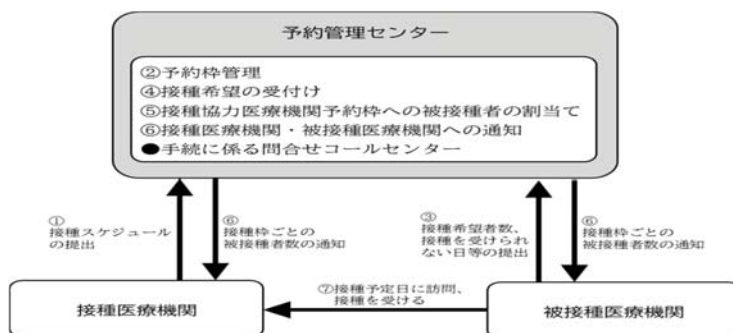 予約管理センター
②予約枠管理
④接種希望の受付け
⑤接種協力医療機関予約枠への被接種者の割当て
⑥接種医療機関・被接種医療機関への通知
●手続に係る問合せコールセンター
①
接種スケジュール
の提出
⑥
接種枠ごとの
被接種者数の通知
③
接種希望者数、
接種を受けられ
ない日等の提出
⑥
接種枠ごとの
被接種者数の通知
接種医療機関
⑦接種予定日に訪問、
接種を受ける
被接種医療機関